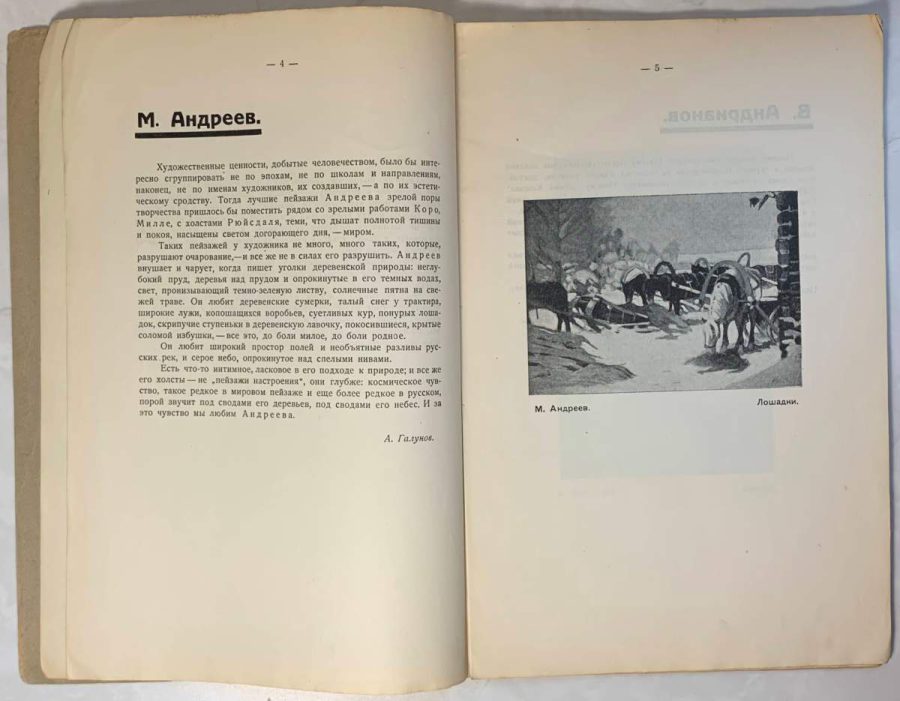 — 4 —
М. Андреев.
Художественные ценности, добытые человечеством, было бы инте-
ресно сгруппировать не по эпохам, не по школам и направлениям,
наконец, не по именам художников, их создавших, — а по их эстети-
ческому сродству. Тогда лучшие пейзажи Андреева зрелой поры
творчества пришлось бы поместить рядом со зрелыми работами Коро,
Милле, с холстами Рюйсдаля, теми, что дышат полнотой тишины
и покоя, насыщены светом догорающего дня, — миром.
Таких пейзажей у художника не много, много таких, которые,
разрушают очарование,—и все же не в силах его разрушить. Андреев
внушает и чарует, когда пишет уголки деревенской природы: неглу-
бокий пруд, деревья над прудом и опрокинутые в его темных водах,
свет, пронизывающий темно-зеленую листву, солнечные пятна на све-
жей траве. Он любит деревенские сумерки, талый снег у трактира,
широкие лужи, копошащихся воробьев, суетливых кур, понурых лоша-
док, скрипучие ступеньки в деревенскую лавочку, покосившиеся, крытые
соломой избушки, — все это, до боли милое, до боли родное.
Он любит широкий простор полей и необъятные разливы рус-
ских рек, и серое небо, опрокинутое над спелыми нивами.
Есть что-то интимное, ласковое в его подходе к природе; и все же
его холсты — не „пейзажи настроения“, они глубже: космическое чув-
ство, такое редкое в мировом пейзаже и еще более редкое в русском,
порой звучит под сводами его деревьев, под сводами его небес. И за
это чувство мы любим Андреева.
А. Галунов.
— 5 —
В. Андрианов.
М. Андреев.
Лошадки.